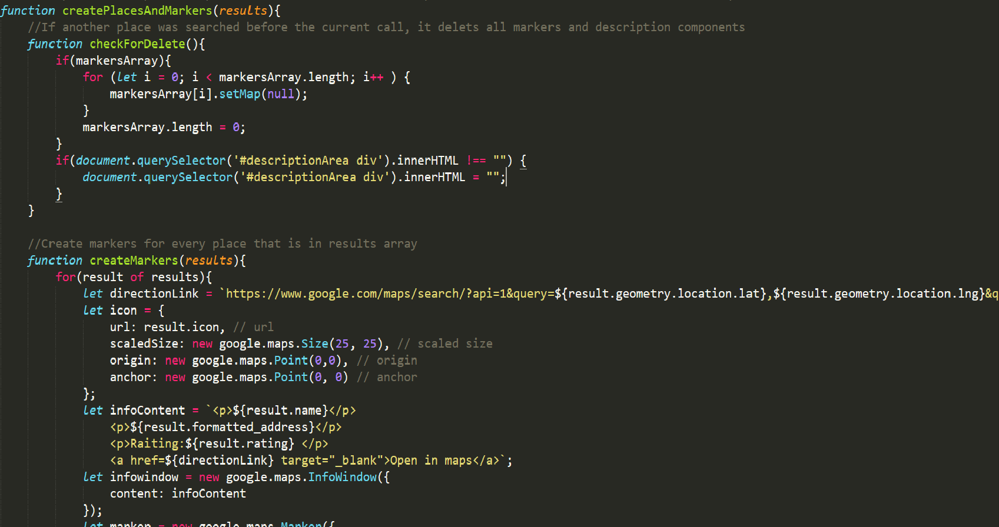 function createPlacesAndMarkers(results){
    //If another place was searched before the current call, it deletes all markers and description components
    function checkForDelete(){
        if(markersArray){
            for (let i = 0; i < markersArray.length; i++ ) {
                markersArray[i].setMap(null);
            }
            markersArray.length = 0;
        }
        if(document.querySelector('#descriptionArea div').innerHTML !== "") {
            document.querySelector('#descriptionArea div').innerHTML = "";
        }
    }

    //Create markers for every place that is in results array
    function createMarkers(results){
        for(result of results){
            let directionLink = `https://www.google.com/maps/search/?api=1&query=${result.geometry.location.lat},${result.geometry.location.lng}&q
            let icon = {
                url: result.icon, // url
                scaledSize: new google.maps.Size(25, 25), // scaled size
                origin: new google.maps.Point(0,0), // origin
                anchor: new google.maps.Point(0, 0) // anchor
            };
            let infoContent = `<p>${result.name}</p>
                <p>${result.formatted_address}</p>
                <p>Raiting:${result.rating} </p>
                <a href=${directionLink} target="_blank">Open in maps</a>`;
            let infowindow = new google.maps.InfoWindow({
                content: infoContent
            });
            let marker = new google.maps.Marker({